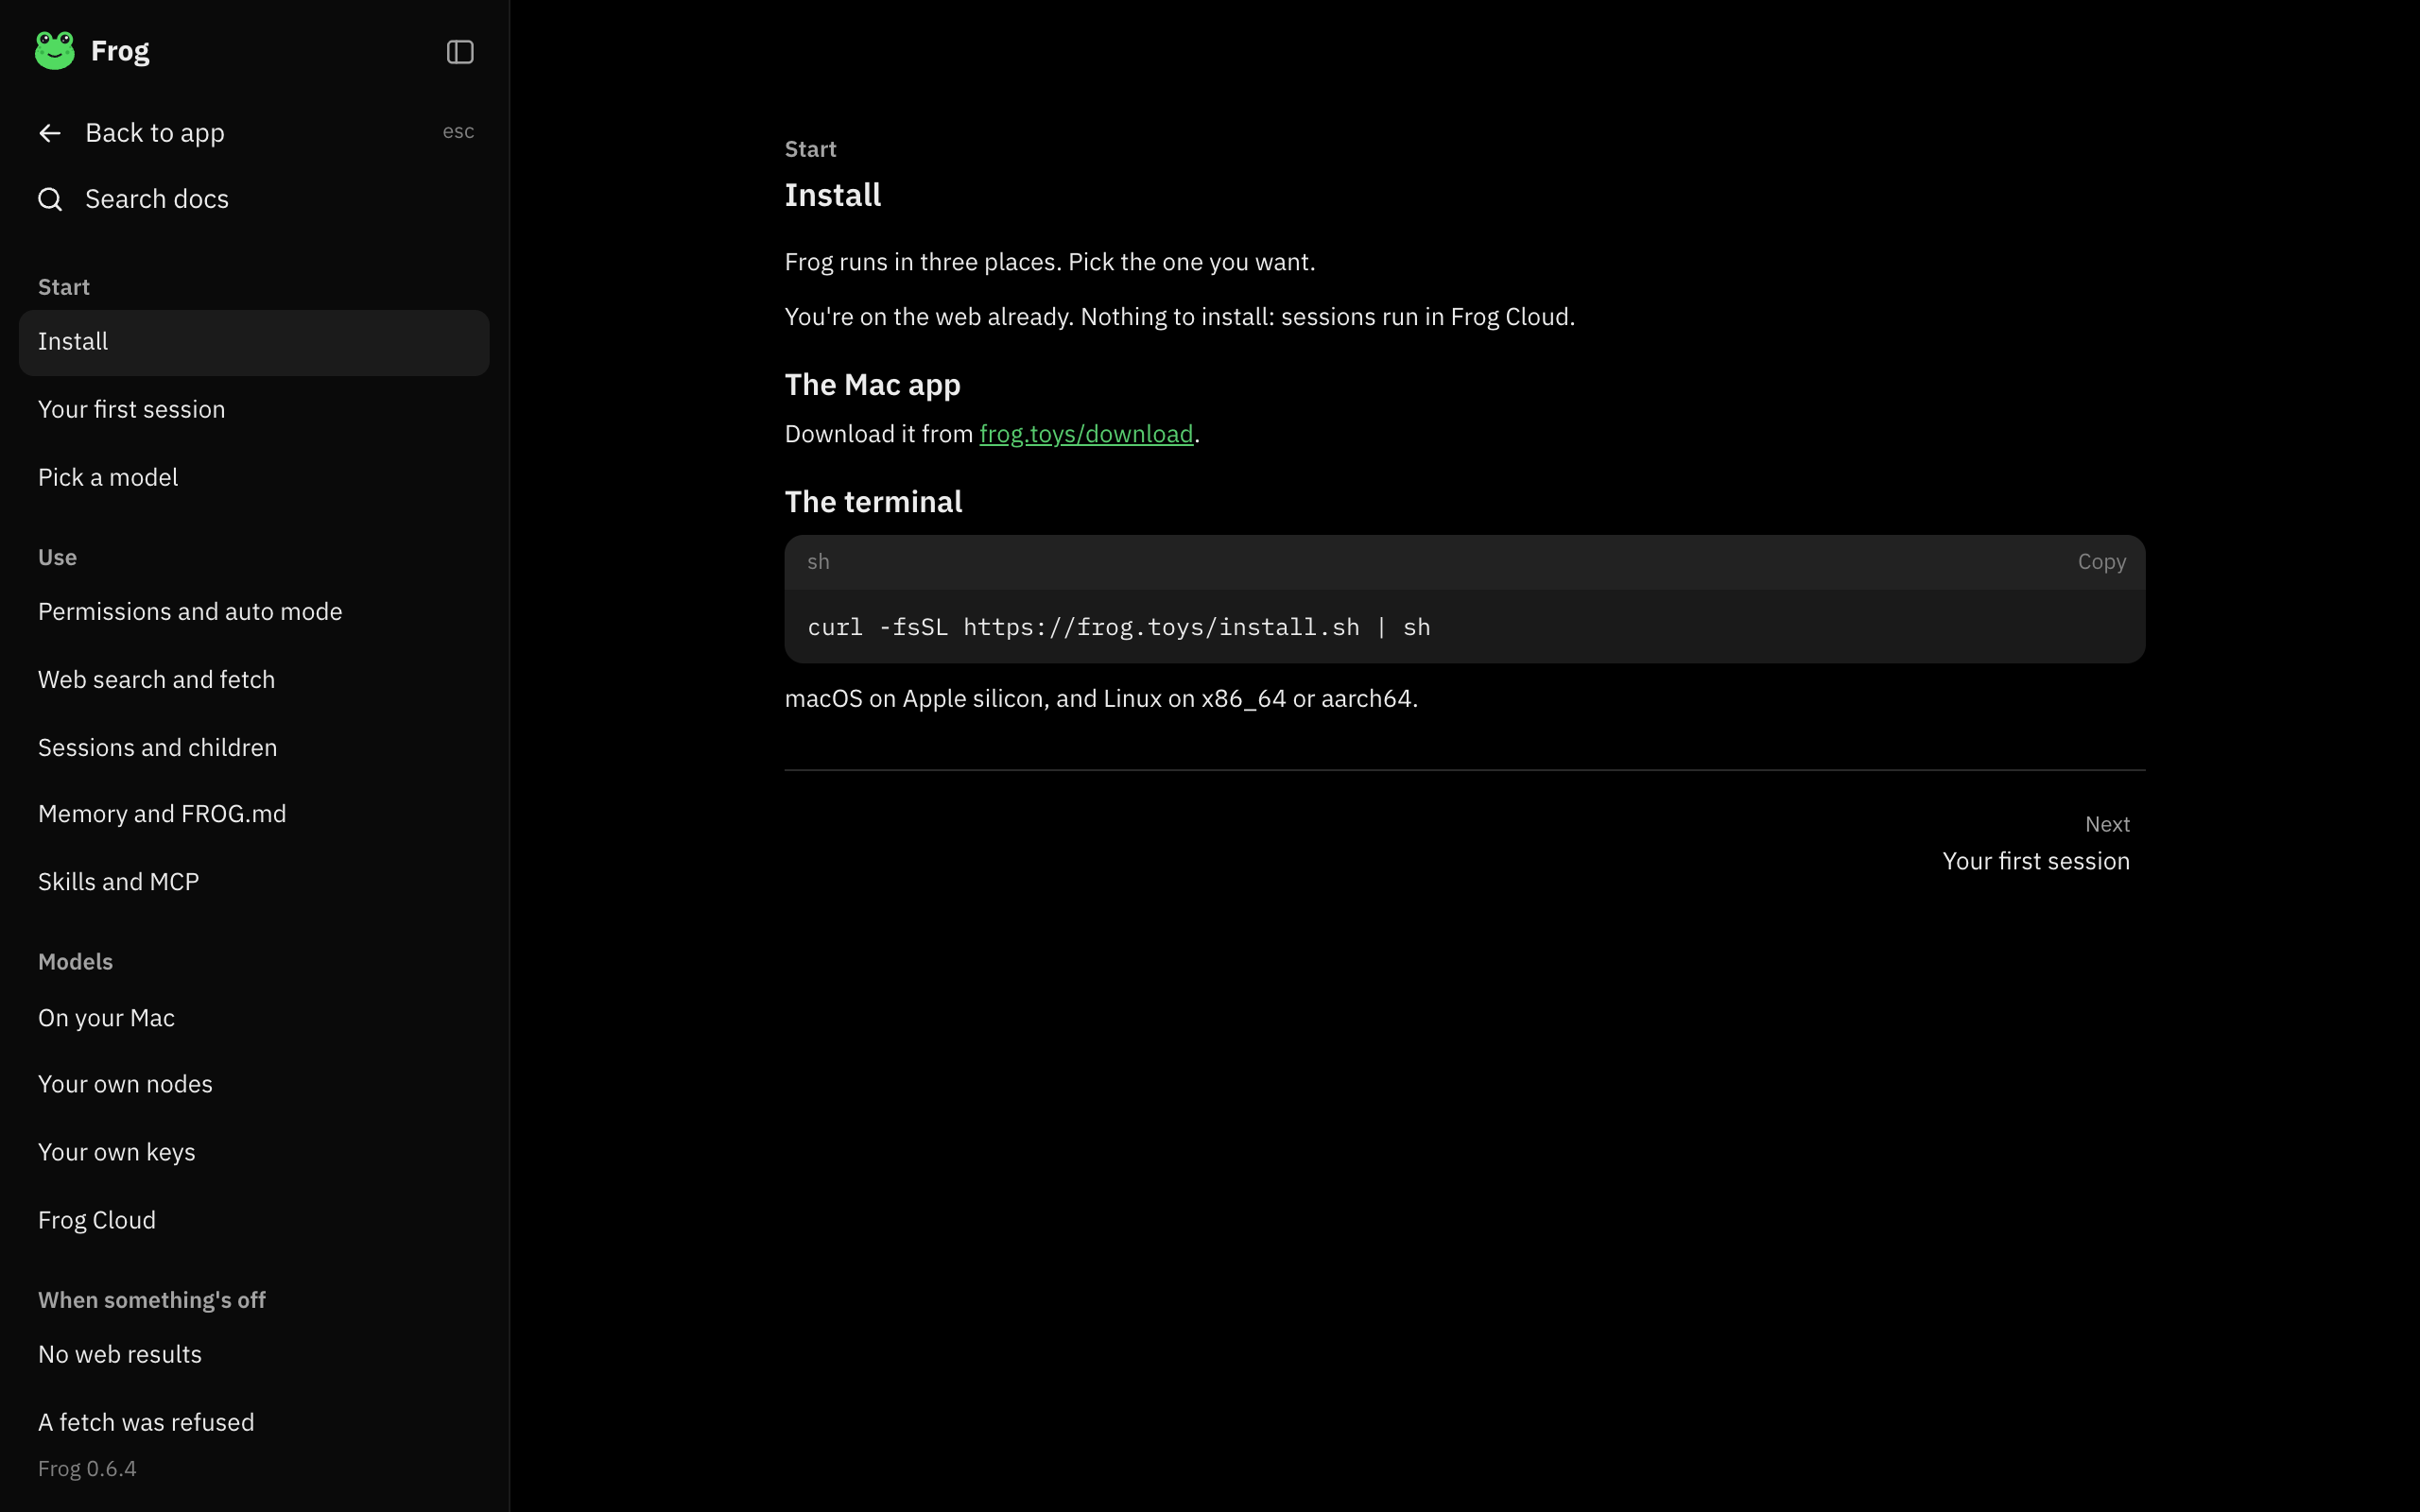 Frog
Back to app
esc
Search docs
Start
Install
Your first session
Pick a model
Use
Permissions and auto mode
Web search and fetch
Sessions and children
Memory and FROG.md
Skills and MCP
Models
On your Mac
Your own nodes
Your own keys
Frog Cloud
When something's off
No web results
A fetch was refused
Frog 0.6.4
Start
Install
Frog runs in three places. Pick the one you want.
You're on the web already. Nothing to install: sessions run in Frog Cloud.
The Mac app
Download it from frog.toys/download.
The terminal
sh
Copy
curl -fsSL https://frog.toys/install.sh | sh
macOS on Apple silicon, and Linux on x86_64 or aarch64.
Next
Your first session